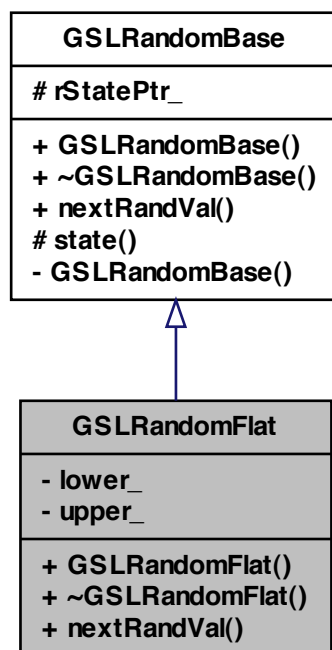 GSLRandomBase
# rStatePtr_
+ GSLRandomBase()
+ ~GSLRandomBase()
+ nextRandVal()
# state()
- GSLRandomBase()
GSLRandomFlat
- lower_
- upper_
+ GSLRandomFlat()
+ ~GSLRandomFlat()
+ nextRandVal()